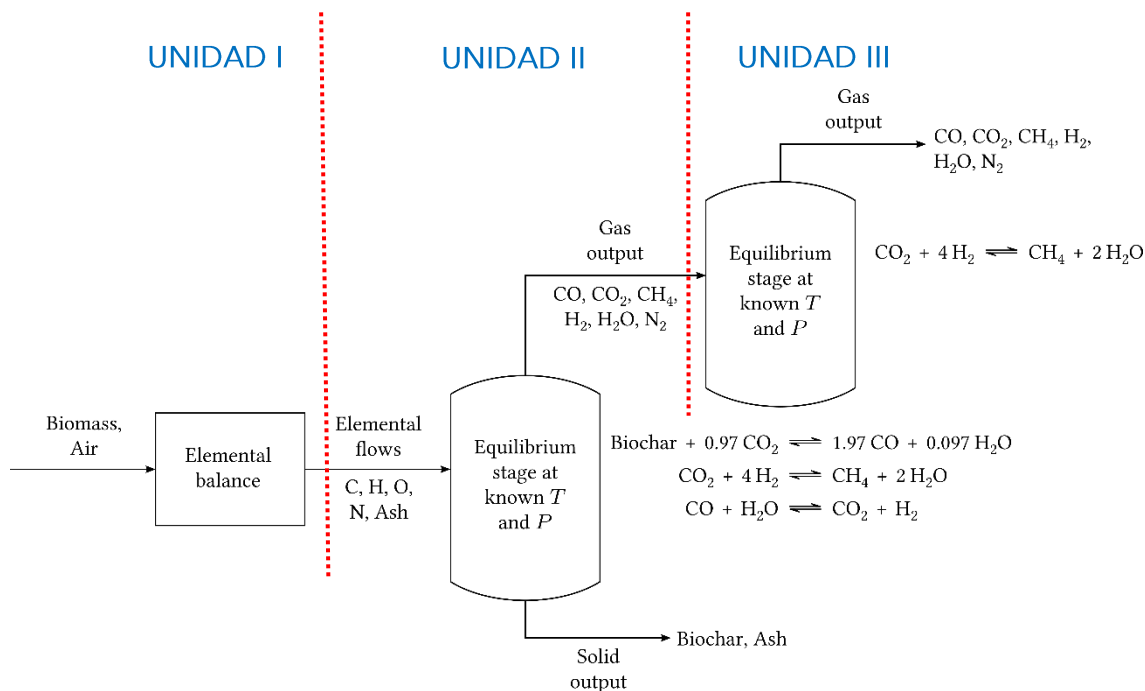 UNIDAD I
UNIDAD II
UNIDAD III
Gas
output
CO, CO₂, CH₄, H₂,
H₂O, N₂
Equilibrium
stage at
known T
and P
CO₂ + 4 H₂ ⇌ CH₄ + 2 H₂O
Gas
output
CO, CO₂, CH₄,
H₂, H₂O, N₂
Biomass,
Air
Elemental
balance
Elemental
flows
C, H, O,
N, Ash
Equilibrium
stage at
known T
and P
Biochar + 0.97 CO₂ ⇌ 1.97 CO + 0.097 H₂O
CO₂ + 4 H₂ ⇌ CH₄ + 2 H₂O
CO + H₂O ⇌ CO₂ + H₂
Biochar, Ash
Solid
output